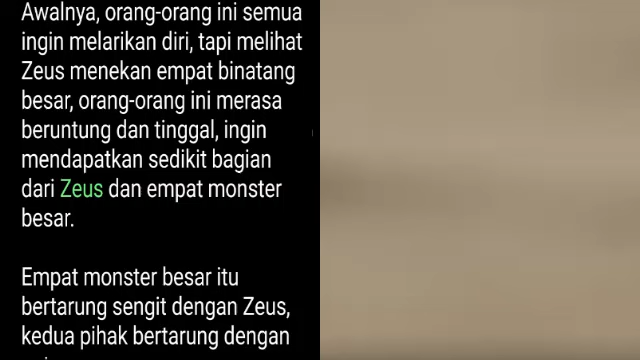 Awalnya, orang-orang ini semua
ingin melarikan diri, tapi melihat
Zeus menekan empat binatang
besar, orang-orang ini merasa
beruntung dan tinggal, ingin
mendapatkan sedikit bagian
dari Zeus dan empat monster
besar.
Empat monster besar itu
bertarung sengit dengan Zeus,
kedua pihak bertarung dengan